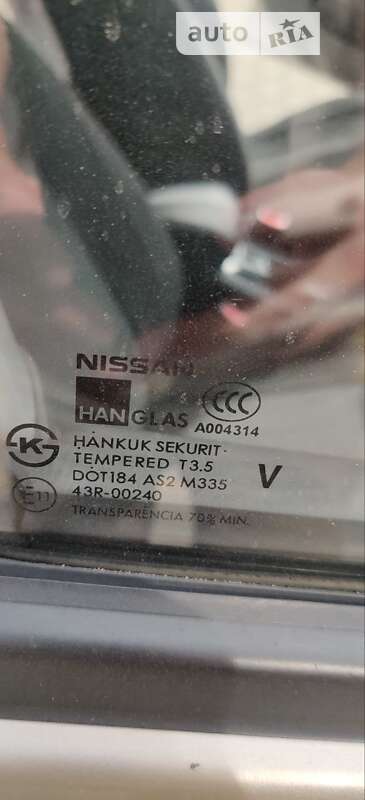 auto RIA
NISSAN
HANGLAS
CCC
A004314
K
HANKUK SEKURIT
TEMPERED T3.5
DOT184 AS2 M335
V
E11
43R-00240
TRANSPARENCIA 70% MIN.